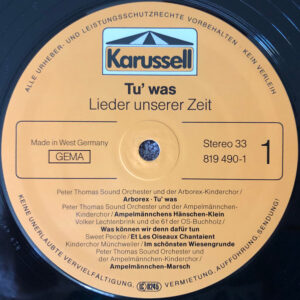 ALLE URHEBER- UND LEISTUNGSSCHUTZRECHTE VORBEHALTEN KEIN VERLEIH
Karussell
Tu' was
Lieder unserer Zeit
Made in West Germany
GEMA
Stereo 33
819 490-1
1
Peter Thomas Sound Orchester und der Arborex-Kinderchor/
Arborex · Tu' was
Peter Thomas Sound Orchester und der Ampelmännchen-
Kinderchor / Ampelmännchens Hänschen-Klein
Volker Lechtenbrink und die 61 der OS-Buchholz /
Was können wir denn dafür tun
Sweet People / Et Les Oiseaux Chantaient
Kinderchor Münchweiler / Im schönsten Wiesengrunde
Peter Thomas Sound Orchester und
der Ampelmännchen-Kinderchor /
Ampelmännchen-Marsch
KEINE UNERLAUBTE VERVIELFÄLTIGUNG, VERMIETUNG, AUFFÜHRUNG, SENDUNG!